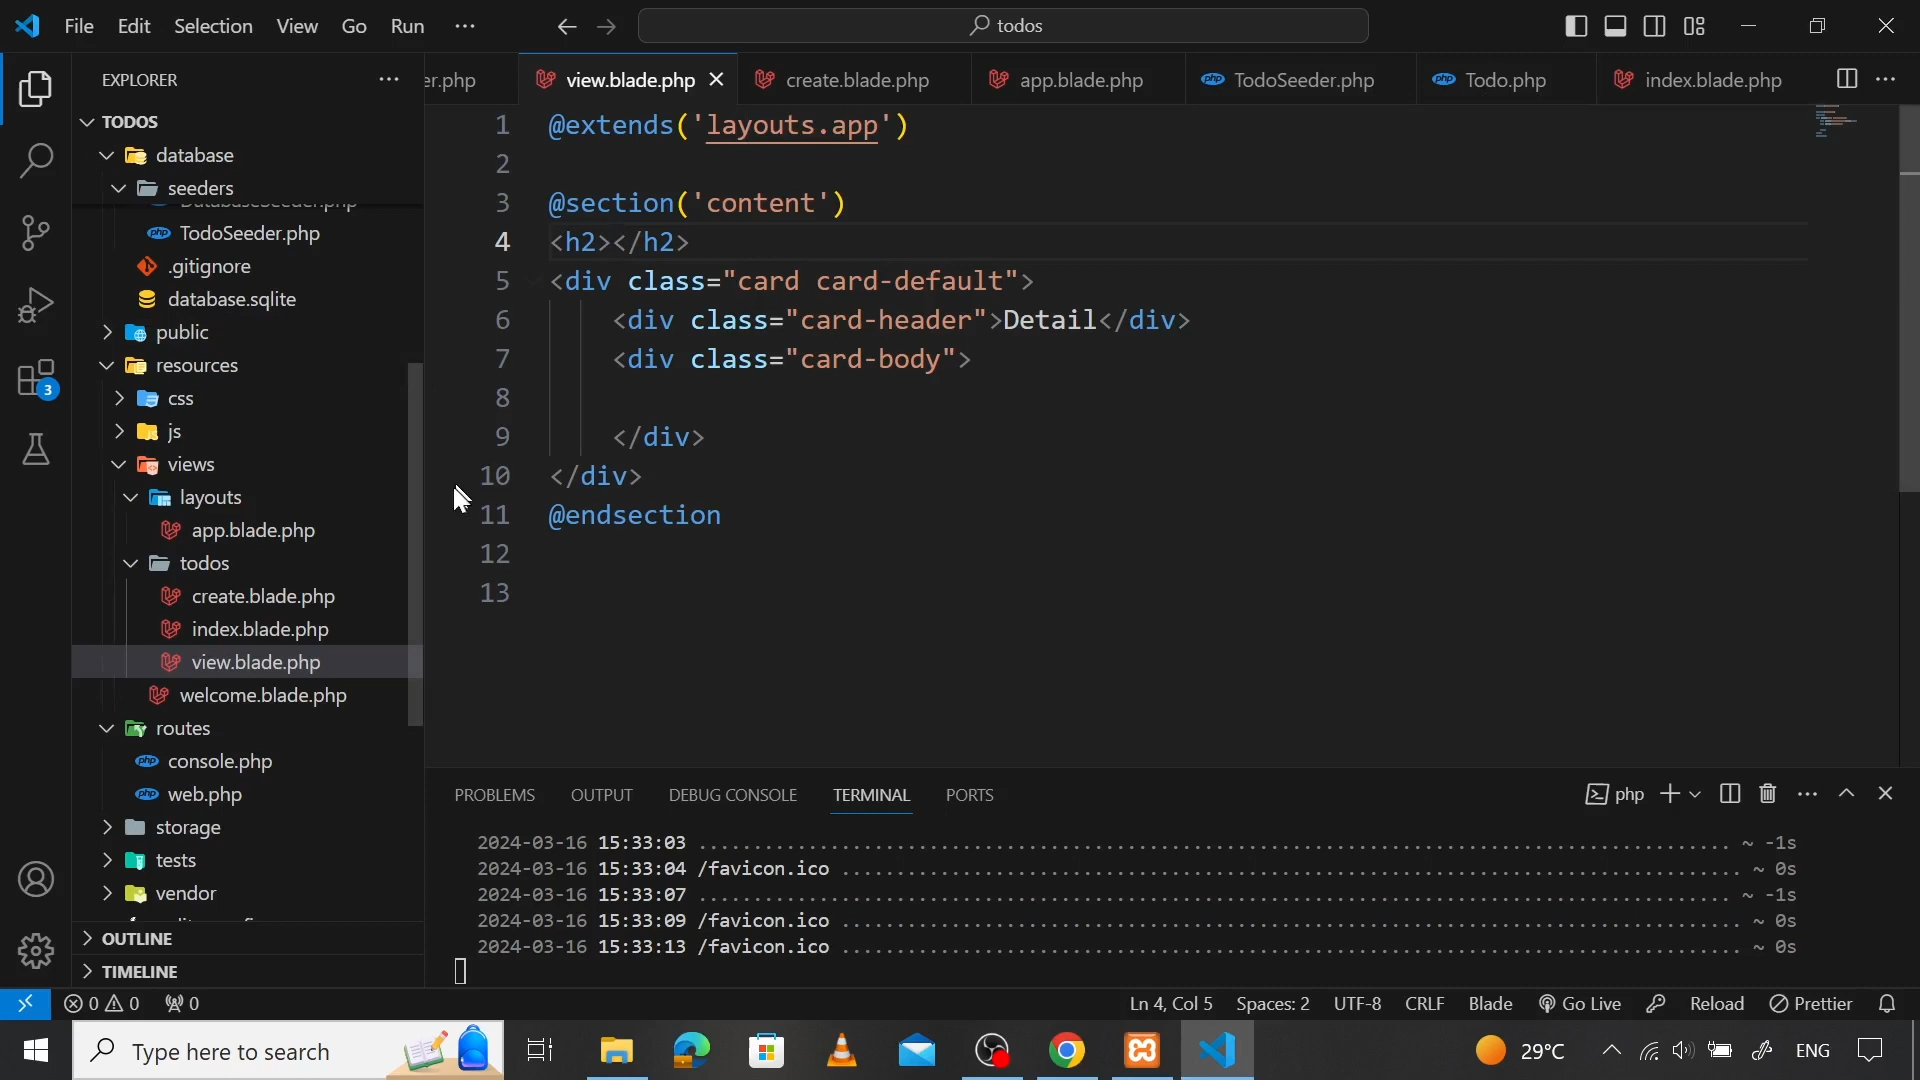 File Edit Selection View Go Run ···
todos
EXPLORER
er.php view.blade.php create.blade.php app.blade.php TodoSeeder.php Todo.php index.blade.php
TODOS
database
seeders
DatabaseSeeder.php
TodoSeeder.php
.gitignore
database.sqlite
public
resources
css
js
views
layouts
app.blade.php
todos
create.blade.php
index.blade.php
view.blade.php
welcome.blade.php
routes
console.php
web.php
storage
tests
vendor
OUTLINE
TIMELINE
3
1 @extends('layouts.app')
2
3 @section('content')
4 <h2></h2>
5 <div class="card card-default">
6 <div class="card-header">Detail</div>
7 <div class="card-body">
8
9 </div>
10 </div>
11 @endsection
12
13
PROBLEMS OUTPUT DEBUG CONSOLE TERMINAL PORTS
php
2024-03-16 15:33:03 ........ ~ -1s
2024-03-16 15:33:04 /favicon.ico ........ ~ 0s
2024-03-16 15:33:07 ........ ~ -1s
2024-03-16 15:33:09 /favicon.ico ........ ~ 0s
2024-03-16 15:33:13 /favicon.ico ........ ~ 0s
0 0 0 Ln 4, Col 5 Spaces: 2 UTF-8 CRLF Blade Go Live Reload Prettier
Type here to search 29°C ENG